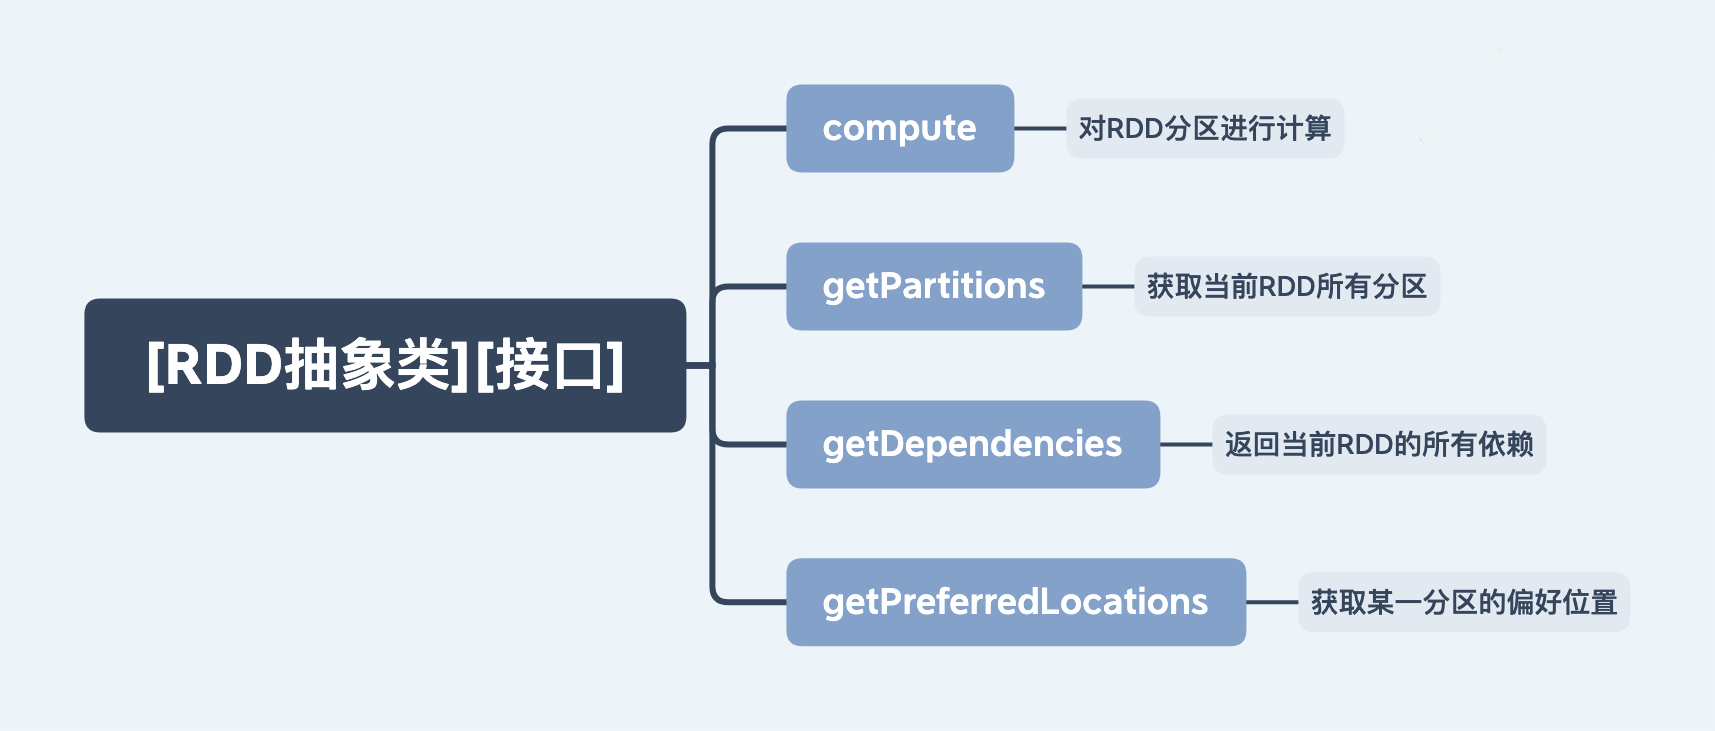 [RDD抽象类][接口]
compute
对RDD分区进行计算
getPartitions
获取当前RDD所有分区
getDependencies
返回当前RDD的所有依赖
getPreferredLocations
获取某一分区的偏好位置